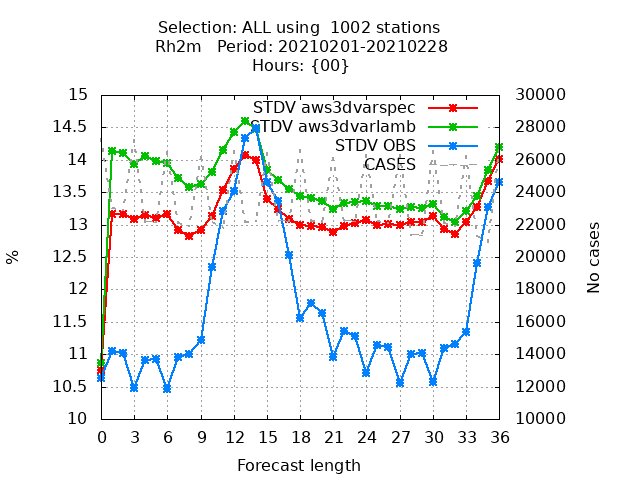 Selection: ALL using  1002 stations
Rh2m   Period: 20210201-20210228
Hours: {00}
STDV aws3dvarspec
STDV aws3dvarlamb
STDV OBS
CASES
%
15
14.5
14
13.5
13
12.5
12
11.5
11
10.5
10
30000
28000
26000
24000
22000
20000
18000
16000
14000
12000
10000
No cases
0 3 6 9 12 15 18 21 24 27 30 33 36
Forecast length